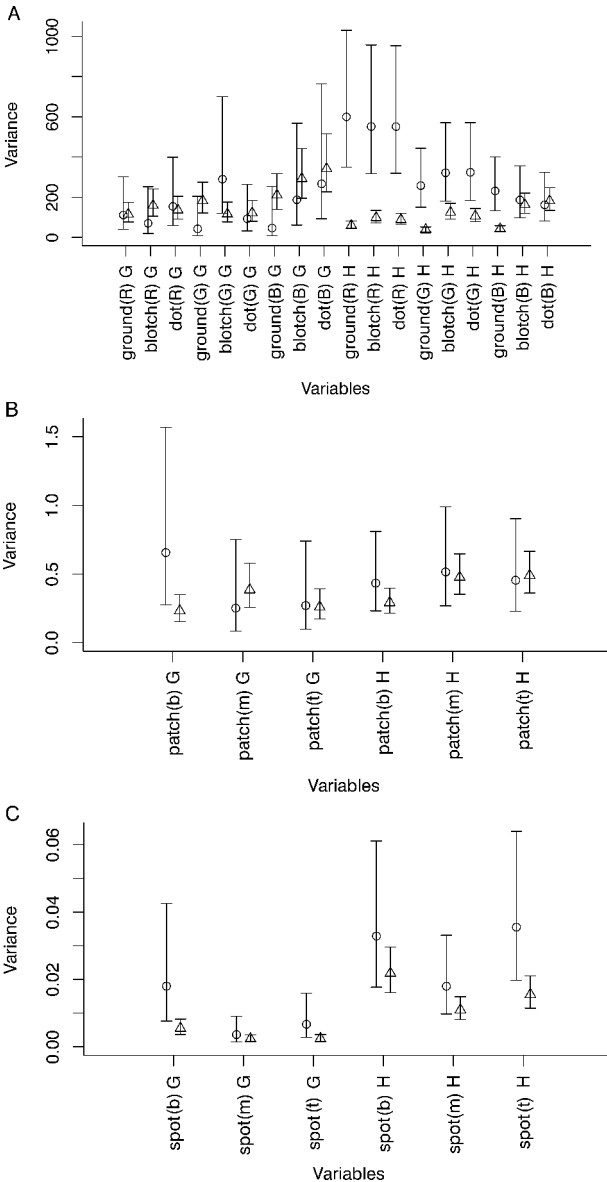 A
1000
600
200
0
Variance
ground(R) G
blotch(R) G
dot(R) G
ground(G) G
blotch(G) G
dot(G) G
ground(B) G
blotch(B) G
dot(B) G
ground(R) H
blotch(R) H
dot(R) H
ground(G) H
blotch(G) H
dot(G) H
ground(B) H
blotch(B) H
dot(B) H
Variables
B
1.5
1.0
0.5
0.0
Variance
patch(b) G
patch(m) G
patch(t) G
patch(b) H
patch(m) H
patch(t) H
Variables
C
0.06
0.04
0.02
0.00
Variance
spot(b) G
spot(m) G
spot(t) G
spot(b) H
spot(m) H
spot(t) H
Variables